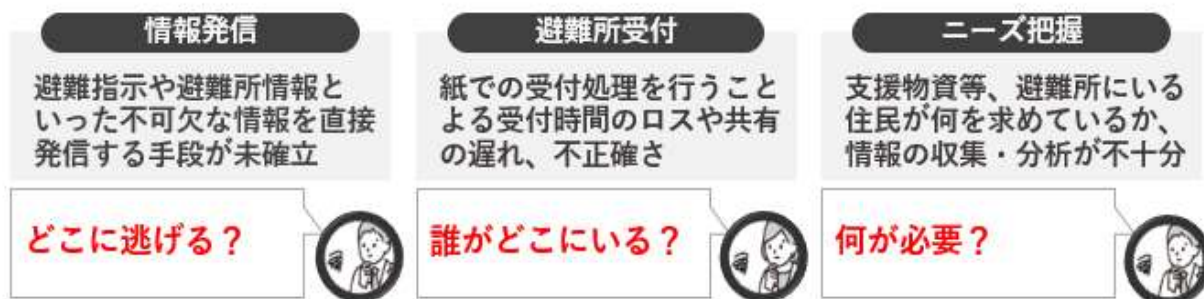 情報発信
避難指示や避難所情報と
いった不可欠な情報を直接
発信する手段が未確立
どこに逃げる？
避難所受付
紙での受付処理を行うこと
よる受付時間のロスや共有
の遅れ、不正確さ
誰がどこにいる？
ニーズ把握
支援物資等、避難所にいる
住民が何を求めているか、
情報の収集・分析が不十分
何が必要？